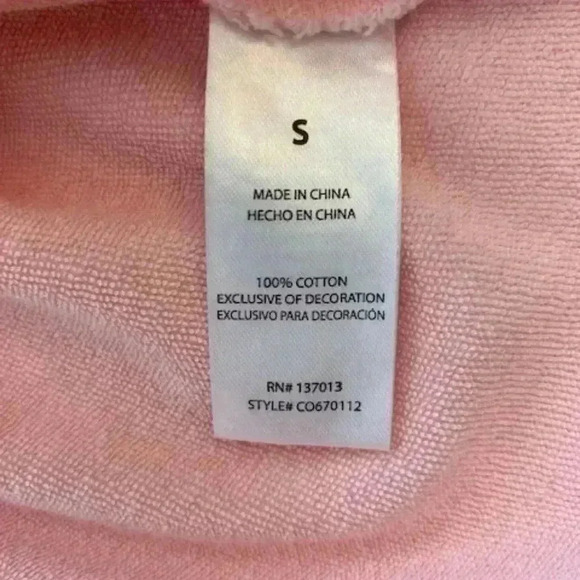 S
MADE IN CHINA
HECHO EN CHINA
100% COTTON
EXCLUSIVE OF DECORATION
EXCLUSIVO PARA DECORACIÓN
RN# 137013
STYLE# CO670112